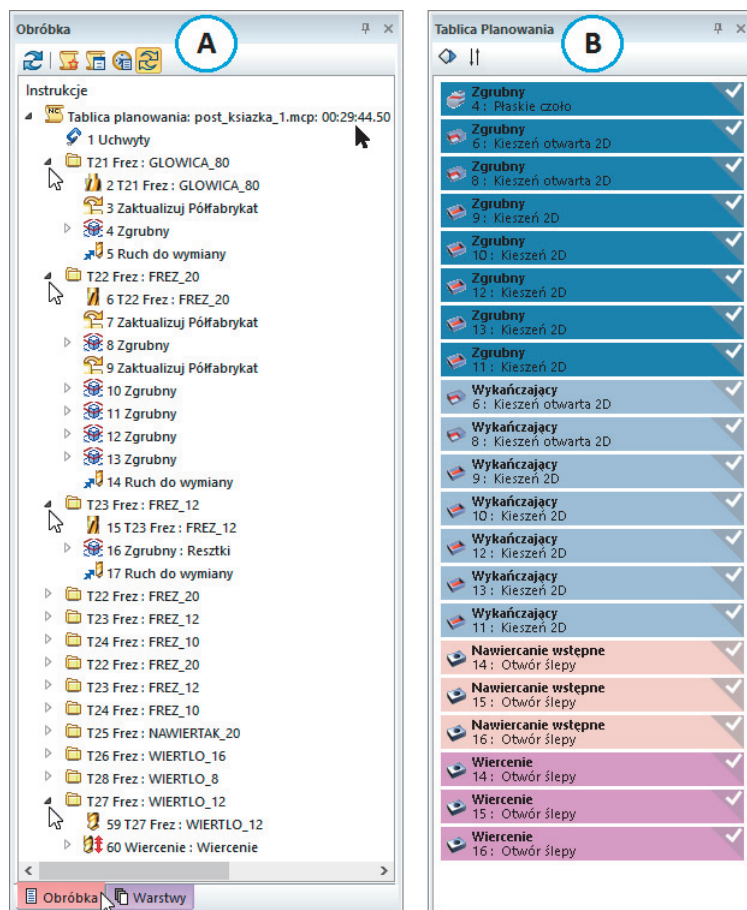 Obróbka
A
Instrukcje
Tablica planowania: post_ksiazka_1.mcp: 00:29:44.50
1 Uchwyty
T21 Frez : GLOWICA_80
2 T21 Frez : GLOWICA_80
3 Zaktualizuj Półfabrykat
4 Zgrubny
5 Ruch do wymiany
T22 Frez : FREZ_20
6 T22 Frez : FREZ_20
7 Zaktualizuj Półfabrykat
8 Zgrubny
9 Zaktualizuj Półfabrykat
10 Zgrubny
11 Zgrubny
12 Zgrubny
13 Zgrubny
14 Ruch do wymiany
T23 Frez : FREZ_12
15 T23 Frez : FREZ_12
16 Zgrubny : Resztki
17 Ruch do wymiany
T22 Frez : FREZ_20
T23 Frez : FREZ_12
T24 Frez : FREZ_10
T22 Frez : FREZ_20
T23 Frez : FREZ_12
T24 Frez : FREZ_10
T25 Frez : NAWIERTAK_20
T26 Frez : WIERTLO_16
T28 Frez : WIERTLO_8
T27 Frez : WIERTLO_12
59 T27 Frez : WIERTLO_12
60 Wiercenie : Wiercenie
Obróbka
Warstwy
Tablica Planowania
B
Zgrubny
4 : Płaskie czoło
Zgrubny
6 : Kieszeń otwarta 2D
Zgrubny
8 : Kieszeń otwarta 2D
Zgrubny
9 : Kieszeń 2D
Zgrubny
10 : Kieszeń 2D
Zgrubny
12 : Kieszeń 2D
Zgrubny
13 : Kieszeń 2D
Zgrubny
11 : Kieszeń 2D
Wykańczający
6 : Kieszeń otwarta 2D
Wykańczający
8 : Kieszeń otwarta 2D
Wykańczający
9 : Kieszeń 2D
Wykańczający
10 : Kieszeń 2D
Wykańczający
12 : Kieszeń 2D
Wykańczający
13 : Kieszeń 2D
Wykańczający
11 : Kieszeń 2D
Nawiercanie wstępne
14 : Otwór ślepy
Nawiercanie wstępne
15 : Otwór ślepy
Nawiercanie wstępne
16 : Otwór ślepy
Wiercenie
14 : Otwór ślepy
Wiercenie
15 : Otwór ślepy
Wiercenie
16 : Otwór ślepy